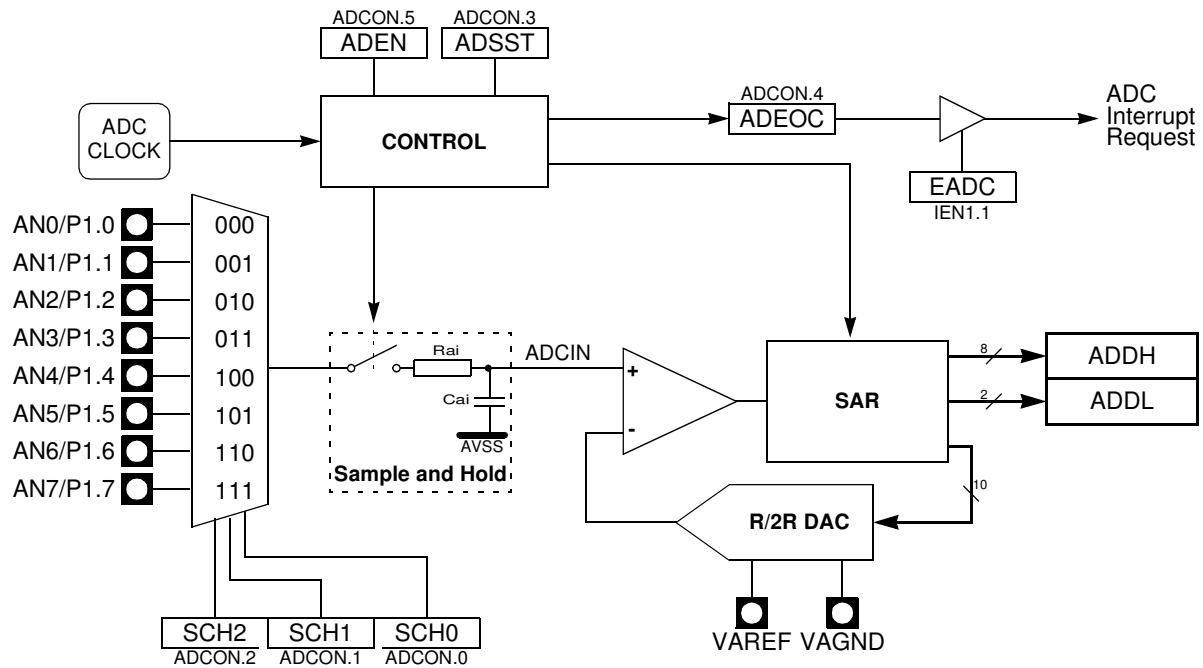 ADCON.5
ADEN
ADCON.3
ADSST
ADC
CLOCK
CONTROL
ADCON.4
ADEOC
ADC
Interrupt
Request
EADC
IEN1.1
AN0/P1.0
000
AN1/P1.1
001
AN2/P1.2
010
AN3/P1.3
011
AN4/P1.4
100
AN5/P1.5
101
AN6/P1.6
110
AN7/P1.7
111
Rai
Cai
AVSS
Sample and Hold
ADCIN
+
-
SAR
8
ADDH
2
ADDL
10
R/2R DAC
VAREF
VAGND
SCH2
SCH1
SCH0
ADCON.2
ADCON.1
ADCON.0